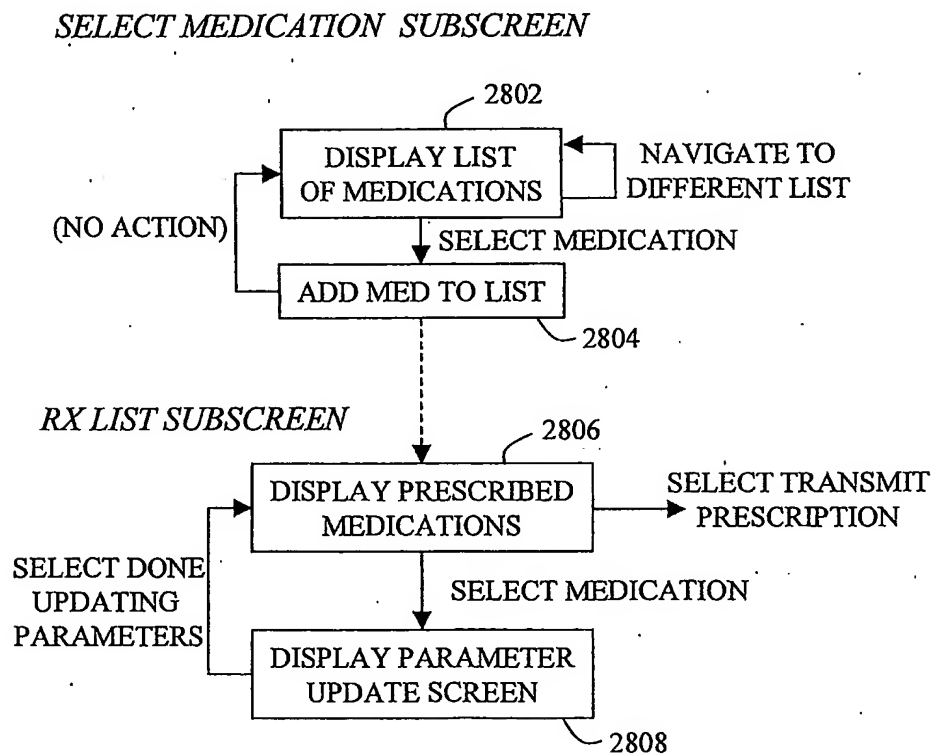 SELECT MEDICATION SUBSCREEN
2802
DISPLAY LIST
OF MEDICATIONS
NAVIGATE TO
DIFFERENT LIST
(NO ACTION)
SELECT MEDICATION
ADD MED TO LIST
2804
RX LIST SUBSCREEN
2806
DISPLAY PRESCRIBED
MEDICATIONS
SELECT TRANSMIT
PRESCRIPTION
SELECT DONE
UPDATING
PARAMETERS
SELECT MEDICATION
DISPLAY PARAMETER
UPDATE SCREEN
2808